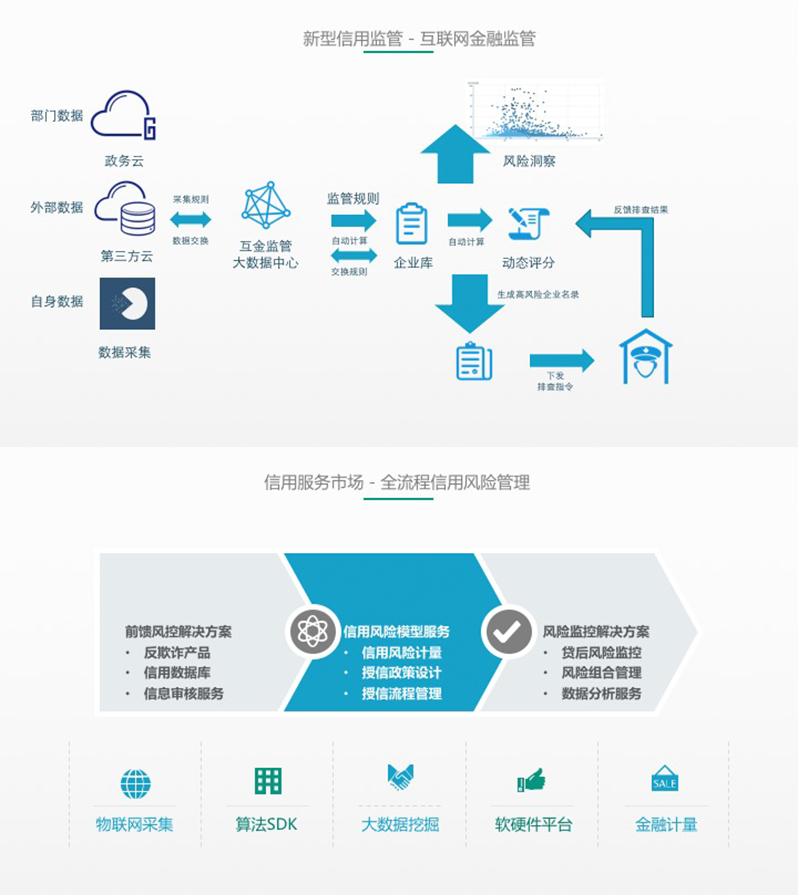 新型信用监管 - 互联网金融监管
部门数据
政务云
外部数据
第三方云
自身数据
数据采集
采集规则
数据交换
互金监管
大数据中心
监管规则
自动计算
交换规则
企业库
自动计算
风险洞察
动态评分
反馈排查结果
生成高风险企业名录
下发
排查指令
信用服务市场 - 全流程信用风险管理
前馈风控解决方案
• 反欺诈产品
• 信用数据库
• 信息审核服务
信用风险模型服务
• 信用风险计量
• 授信政策设计
• 授信流程管理
风险监控解决方案
• 贷后风险监控
• 风险组合管理
• 数据分析服务
物联网采集
算法SDK
大数据挖掘
软硬件平台
SALE
金融计量